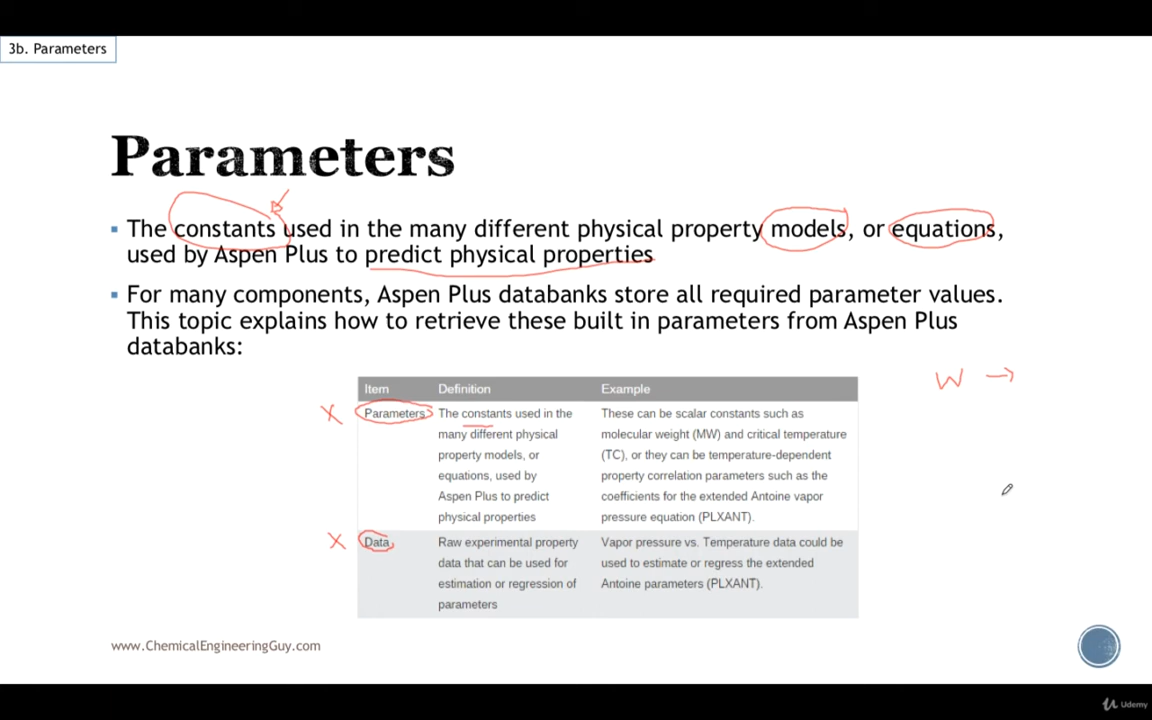 3b. Parameters
Parameters
The constants used in the many different physical property models, or equations,
used by Aspen Plus to predict physical properties
For many components, Aspen Plus databanks store all required parameter values.
This topic explains how to retrieve these built in parameters from Aspen Plus
databanks:
W →
Item Definition Example
X Parameters The constants used in the These can be scalar constants such as
many different physical molecular weight (MW) and critical temperature
property models, or (TC), or they can be temperature-dependent
equations, used by property correlation parameters such as the
Aspen Plus to predict coefficients for the extended Antoine vapor
physical properties pressure equation (PLXANT).
X Data Raw experimental property Vapor pressure vs. Temperature data could be
data that can be used for used to estimate or regress the extended
estimation or regression of Antoine parameters (PLXANT).
parameters
www.ChemicalEngineeringGuy.com
Udemy